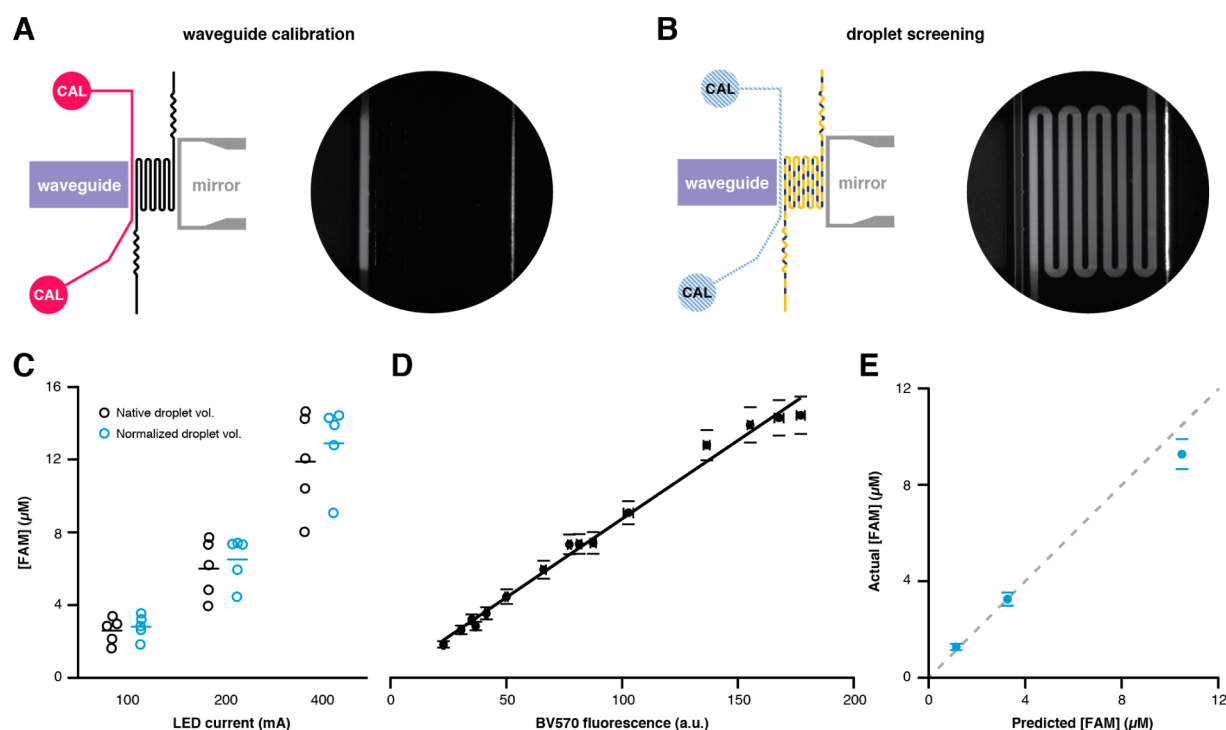 A
waveguide calibration
CAL
waveguide
mirror
CAL
B
droplet screening
CAL
waveguide
mirror
CAL
C
[FAM] (µM)
16
12
8
4
0
Native droplet vol.
Normalized droplet vol.
100
200
400
LED current (mA)
D
0
50
100
150
200
BV570 fluorescence (a.u.)
E
Actual [FAM] (µM)
12
8
4
0
0
4
8
12
Predicted [FAM] (µM)